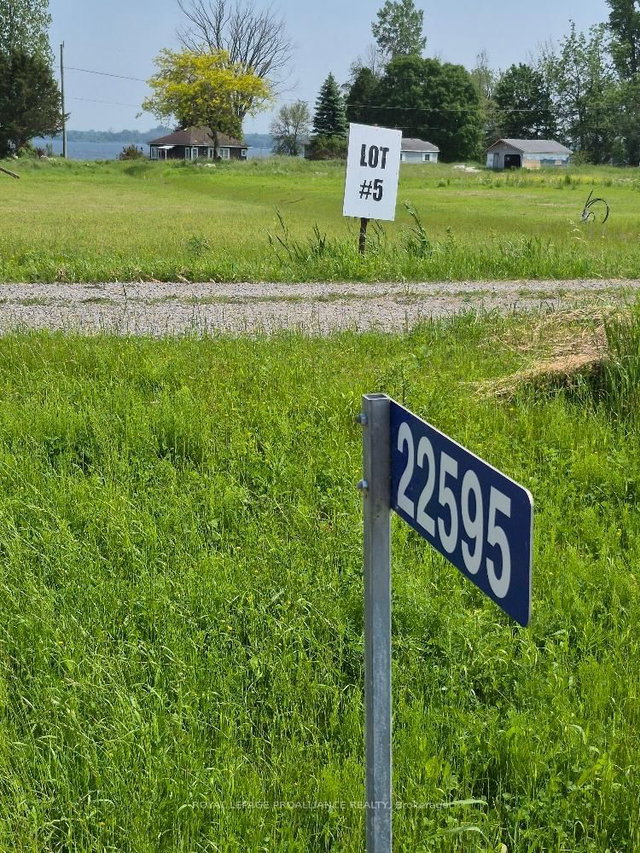 LOT
#5
22595
ROYAL LEPAGE PROALLIANCE REALTY, Brokerage